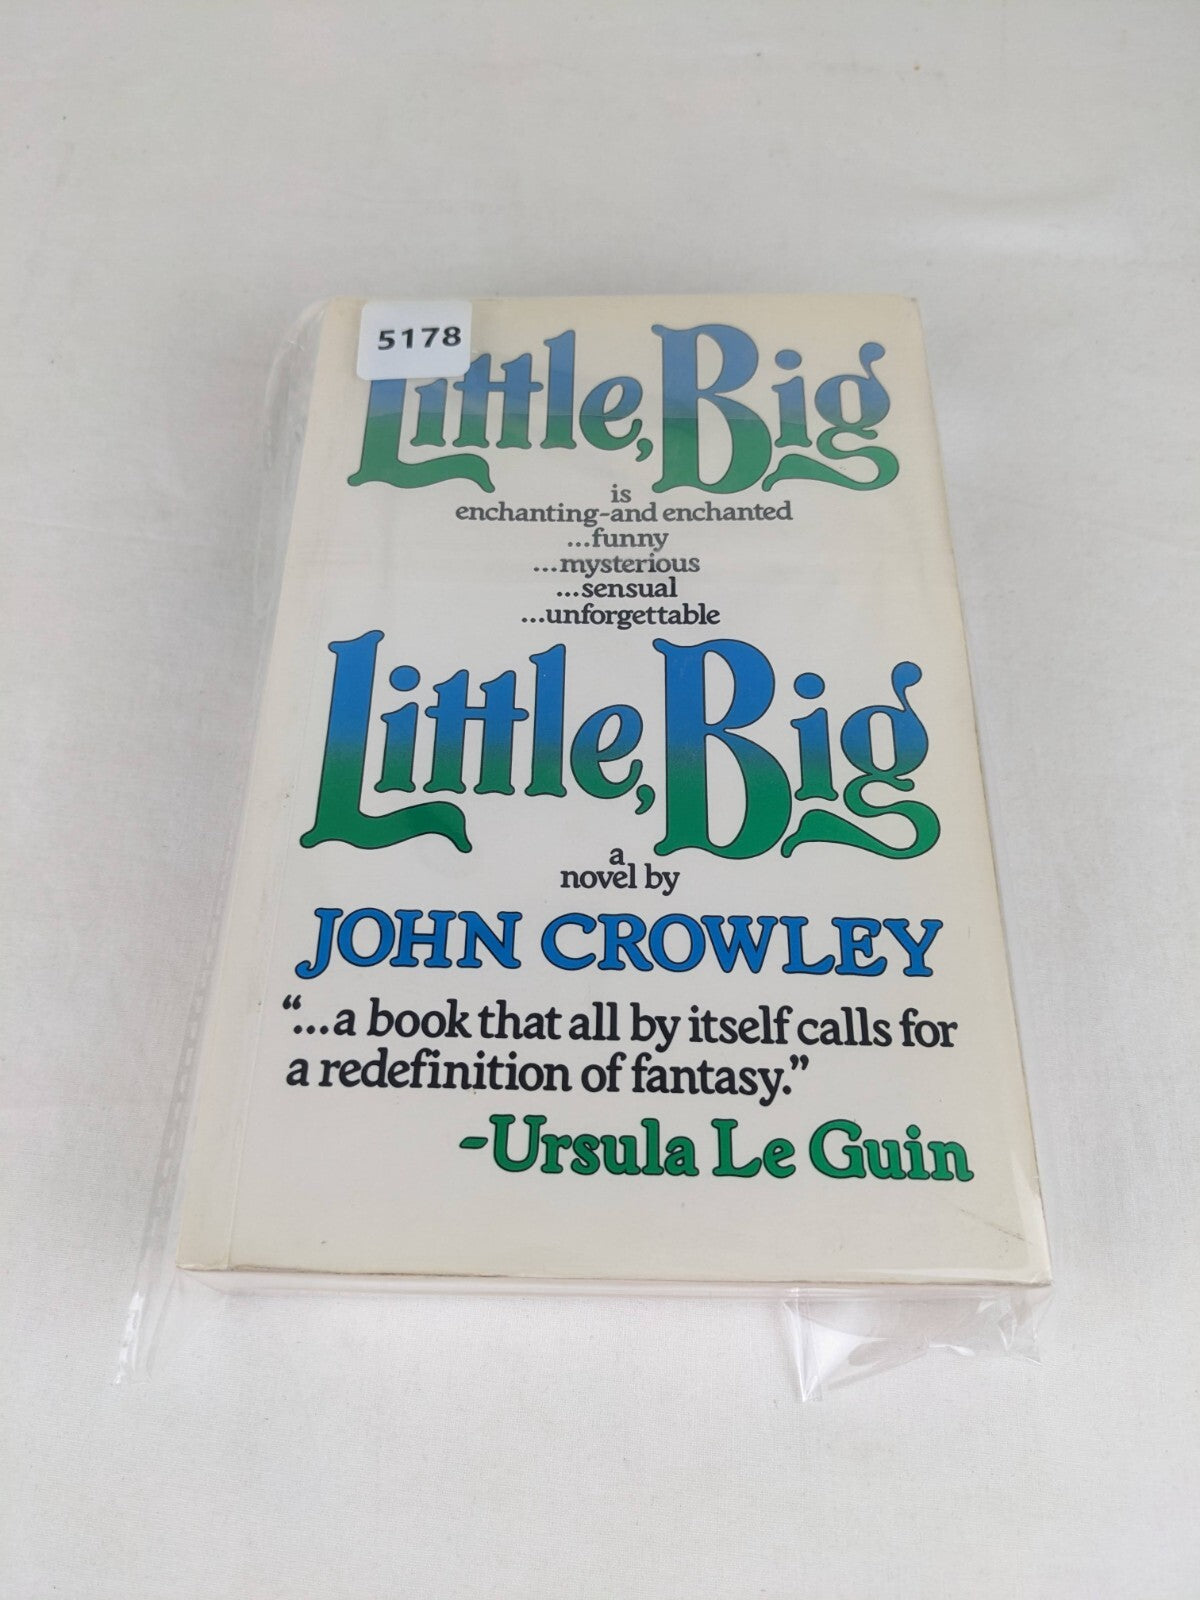 5178
Little, Big
is
enchanting-and enchanted
...funny
...mysterious
...sensual
...unforgettable
Little, Big
a
novel by
JOHN CROWLEY
“...a book that all by itself calls for
a redefinition of fantasy.”
-Ursula Le Guin